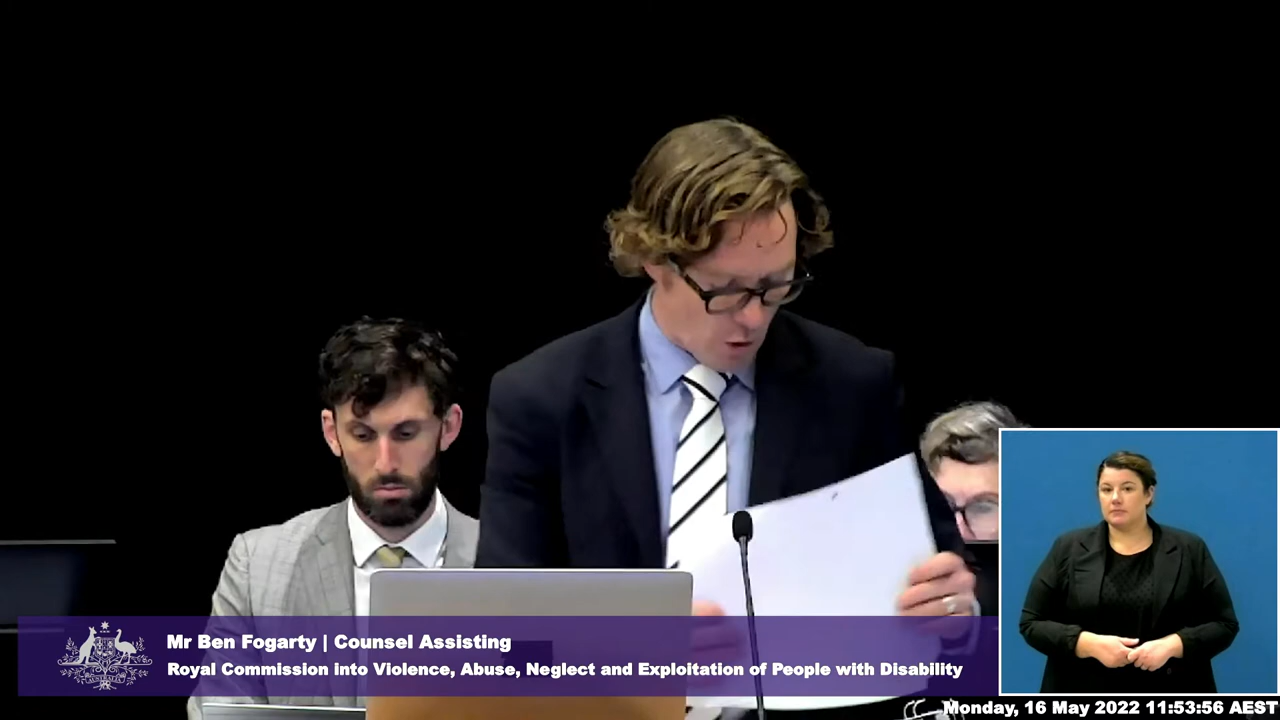 Mr Ben Fogarty | Counsel Assisting
Royal Commission into Violence, Abuse, Neglect and Exploitation of People with Disability
Monday, 16 May 2022 11:53:56 AEST